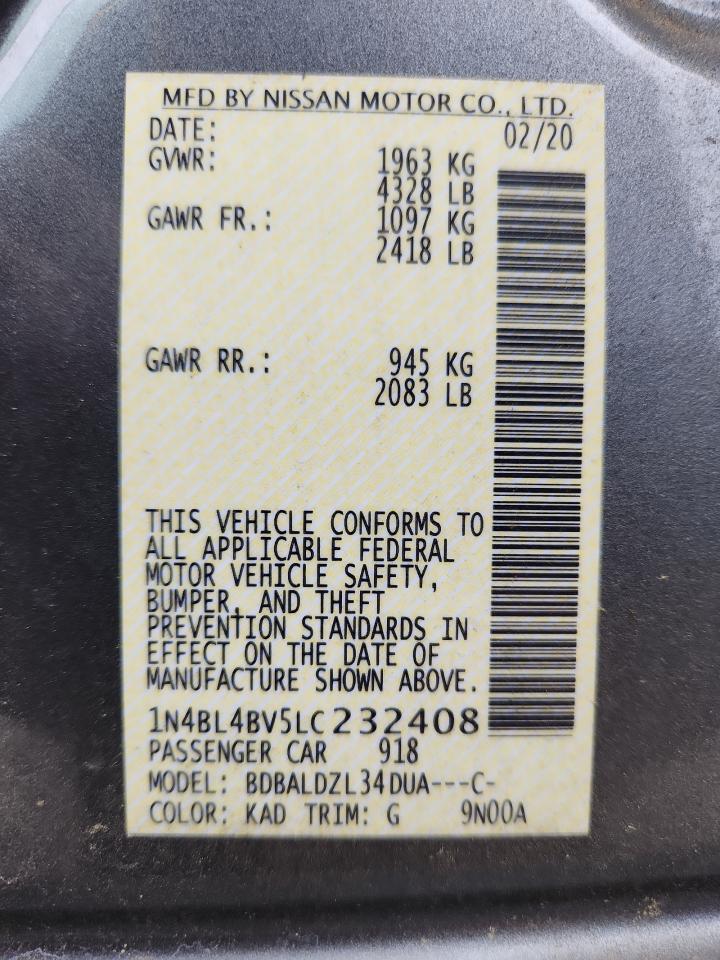 MFD BY NISSAN MOTOR CO., LTD.
DATE: 02/20
GVWR: 1963 KG
4328 LB
GAWR FR.: 1097 KG
2418 LB
GAWR RR.: 945 KG
2083 LB
THIS VEHICLE CONFORMS TO
ALL APPLICABLE FEDERAL
MOTOR VEHICLE SAFETY,
BUMPER, AND THEFT
PREVENTION STANDARDS IN
EFFECT ON THE DATE OF
MANUFACTURE SHOWN ABOVE.
1N4BL4BV5LC232408
PASSENGER CAR 918
MODEL: BDBALDZL34DUA---C-
COLOR: KAD TRIM: G 9N00A